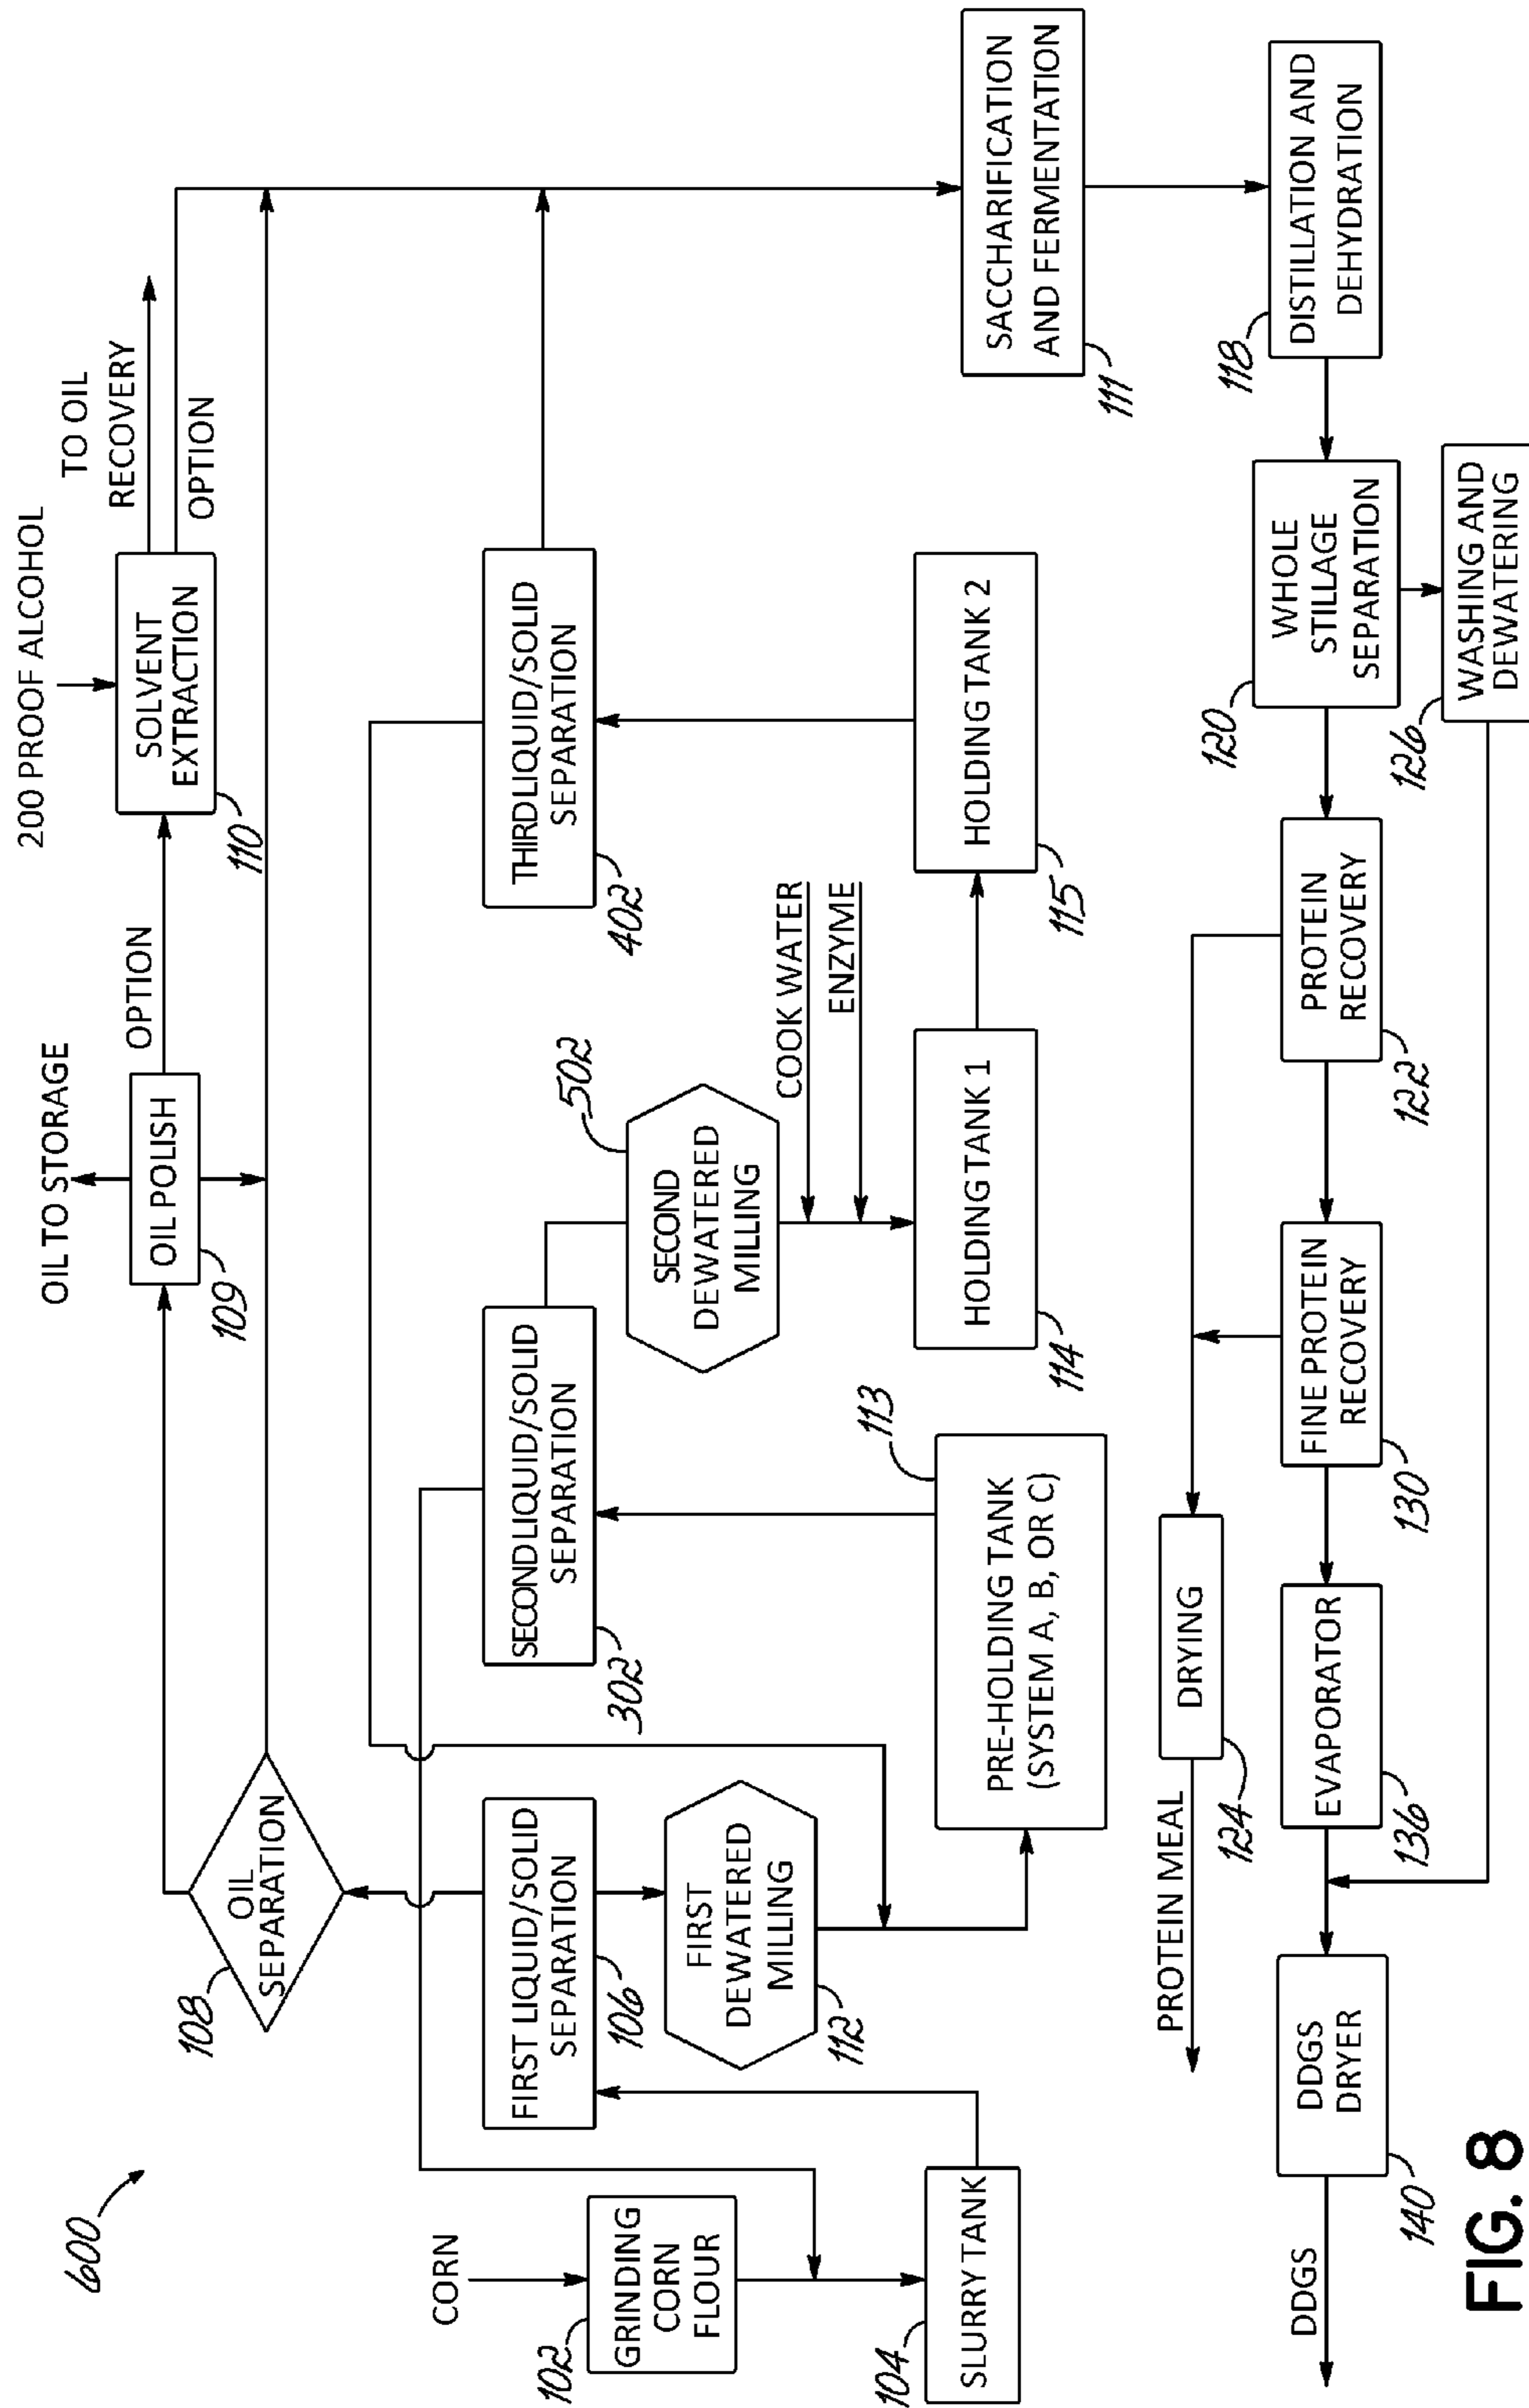 600
200 PROOF ALCOHOL
OIL TO STORAGE
TO OIL
RECOVERY
OIL
SEPARATION
108
OIL POLISH
109
OPTION
SOLVENT
EXTRACTION
110
OPTION
CORN
GRINDING
CORN
FLOUR
102
SLURRY TANK
104
FIRST LIQUID/SOLID
SEPARATION
106
FIRST
DEWATERED
MILLING
112
SECOND LIQUID/SOLID
SEPARATION
302
PRE-HOLDING TANK
(SYSTEM A, B, OR C)
113
SECOND
DEWATERED
MILLING
502
COOK WATER
ENZYME
HOLDING TANK 1
114
THIRD LIQUID/SOLID
SEPARATION
402
HOLDING TANK 2
115
SACCHARIFICATION
AND FERMENTATION
111
DISTILLATION AND
DEHYDRATION
118
WHOLE
STILLAGE
SEPARATION
120
WASHING AND
DEWATERING
126
PROTEIN
RECOVERY
122
FINE PROTEIN
RECOVERY
130
DRYING
124
PROTEIN MEAL
EVAPORATOR
136
DDGS
DRYER
140
DDGS
FIG. 8